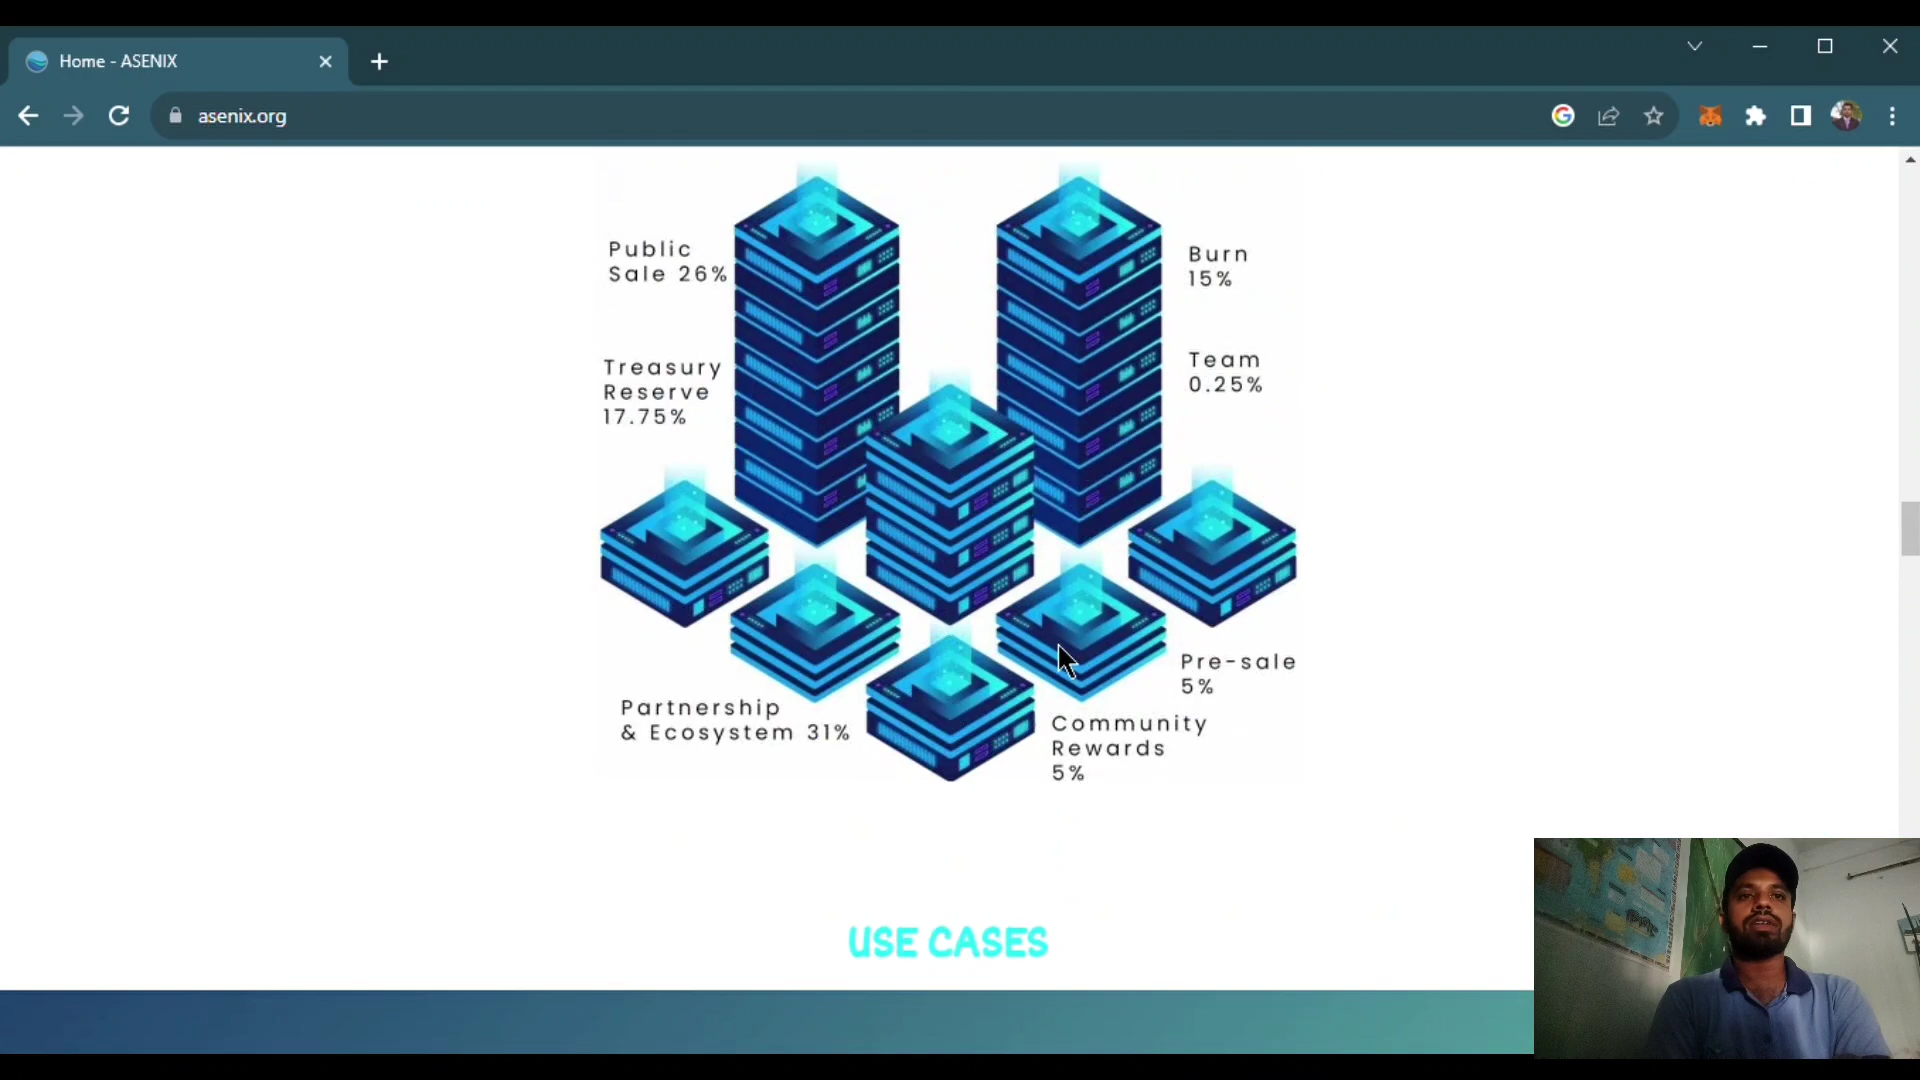 Home - ASENIX
asenix.org
Public
Sale 26%
Burn
15%
Treasury
Reserve
17.75%
Team
0.25%
Pre-sale
5%
Partnership
& Ecosystem 31%
Community
Rewards
5%
USE CASES